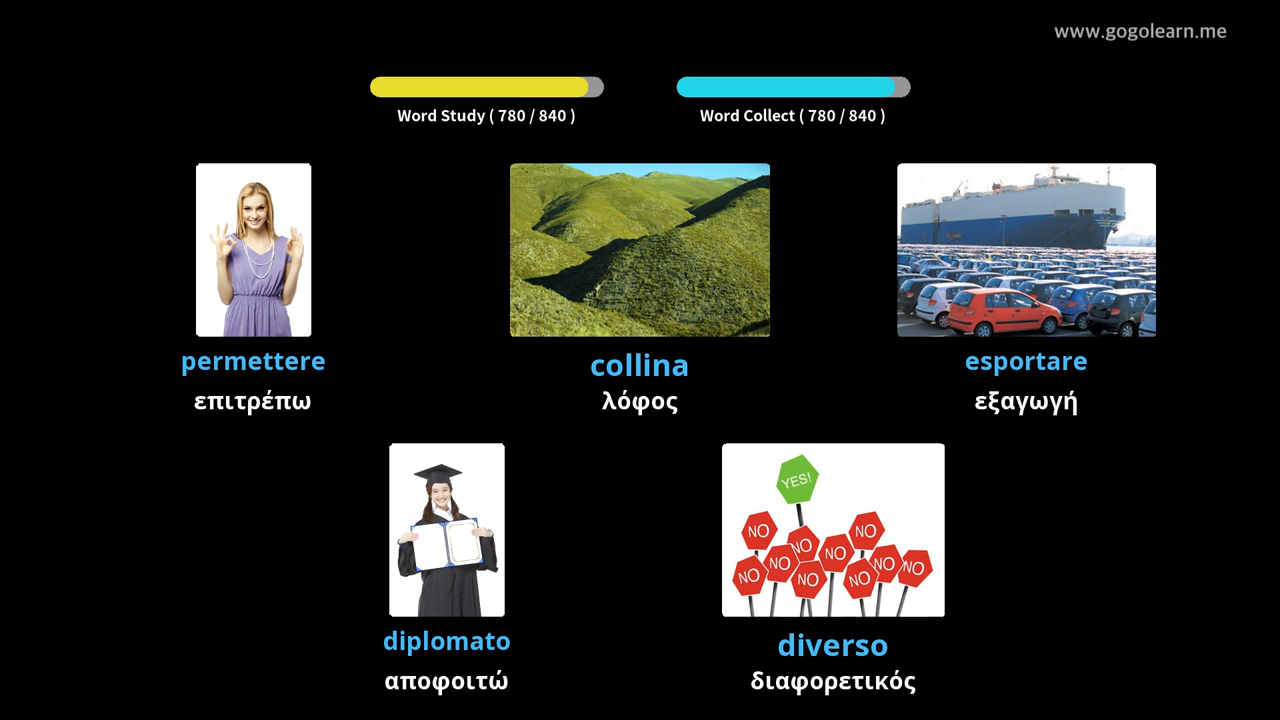 www.gogolearn.me
Word Study ( 780 / 840 )
Word Collect ( 780 / 840 )
permettere
επιτρέπω
collina
λόφος
esportare
εξαγωγή
diplomato
αποφοιτώ
YES!
NO
NO
NO
NO
NO
NO
NO
NO
NO
NO
diverso
διαφορετικός